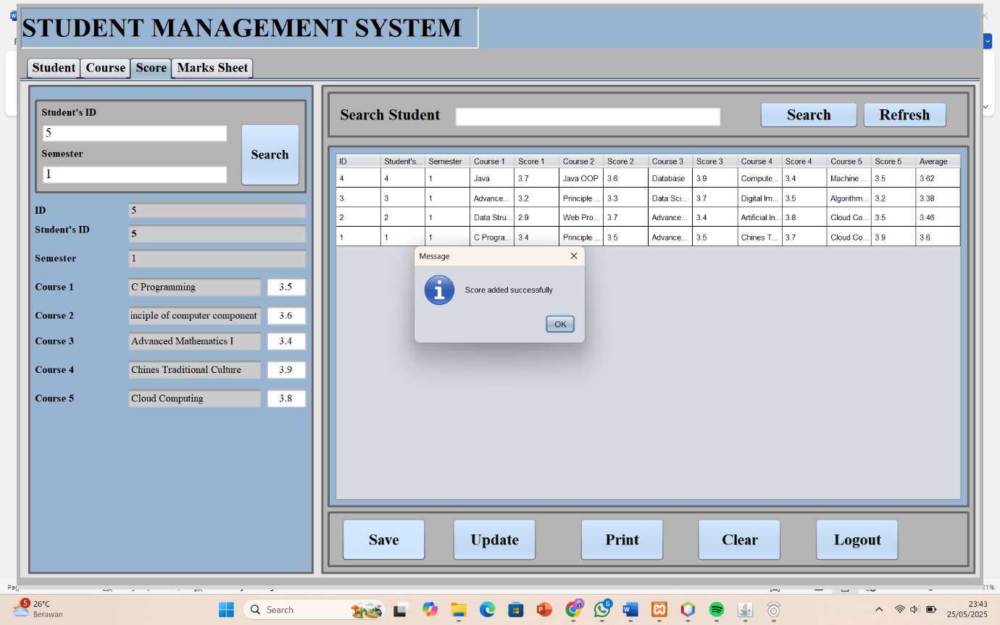 STUDENT MANAGEMENT SYSTEM
Student Course Score Marks Sheet
Student's ID
5
Semester
1
Search
ID 5
Student's ID 5
Semester 1
Course 1 C Programming 3.5
Course 2 inciple of computer component 3.6
Course 3 Advanced Mathematics I 3.4
Course 4 Chines Traditional Culture 3.9
Course 5 Cloud Computing 3.8
Search Student Search Refresh
ID Student's... Semester Course 1 Score 1 Course 2 Score 2 Course 3 Score 3 Course 4 Score 4 Course 5 Score 5 Average
4 4 1 Java 3.7 Java OOP 3.6 Database 3.9 Compute... 3.4 Machine ... 3.5 3.62
3 3 1 Advance... 3.2 Principle ... 3.3 Data Sci... 3.7 Digital Im... 3.5 Algorithm... 3.2 3.38
2 2 1 Data Stru... 2.9 Web Pro... 3.7 Advance... 3.4 Artificial In... 3.8 Cloud Co... 3.5 3.46
1 1 1 C Progra... 3.4 Principle ... 3.5 Advance... 3.5 Chines T... 3.7 Cloud Co... 3.9 3.6
Message
Score added successfully
OK
Save Update Print Clear Logout
5 26°C
Berawan
Search
6
23:43
25/05/2025